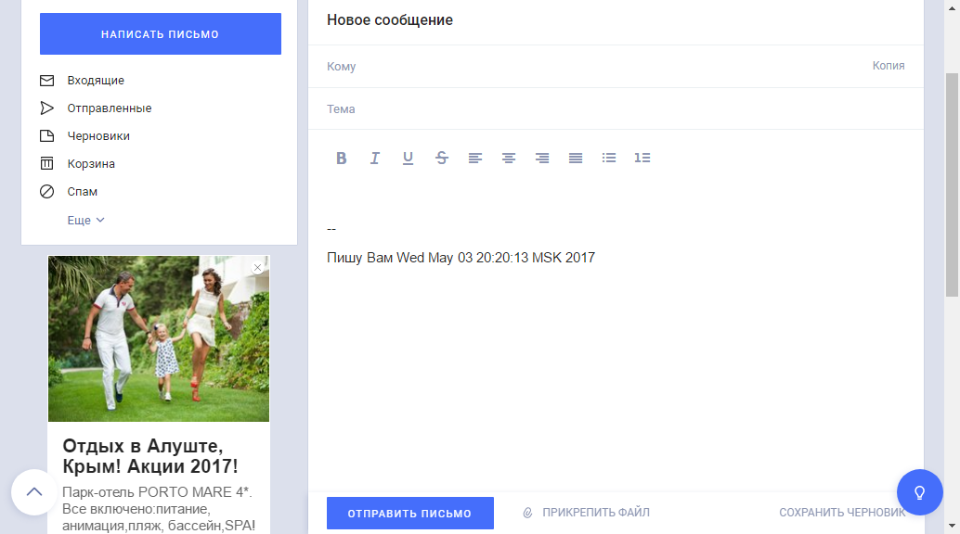 НАПИСАТЬ ПИСЬМО
Входящие
Отправленные
Черновики
Корзина
Спам
Еще
Отдых в Алуште,
Крым! Акции 2017!
Парк-отель PORTO MARE 4*.
Все включено:питание,
анимация,пляж, бассейн,SPA!
Новое сообщение
Кому
Копия
Тема
B I U S
--
Пишу Вам Wed May 03 20:20:13 MSK 2017
ОТПРАВИТЬ ПИСЬМО
ПРИКРЕПИТЬ ФАЙЛ
СОХРАНИТЬ ЧЕРНОВИК